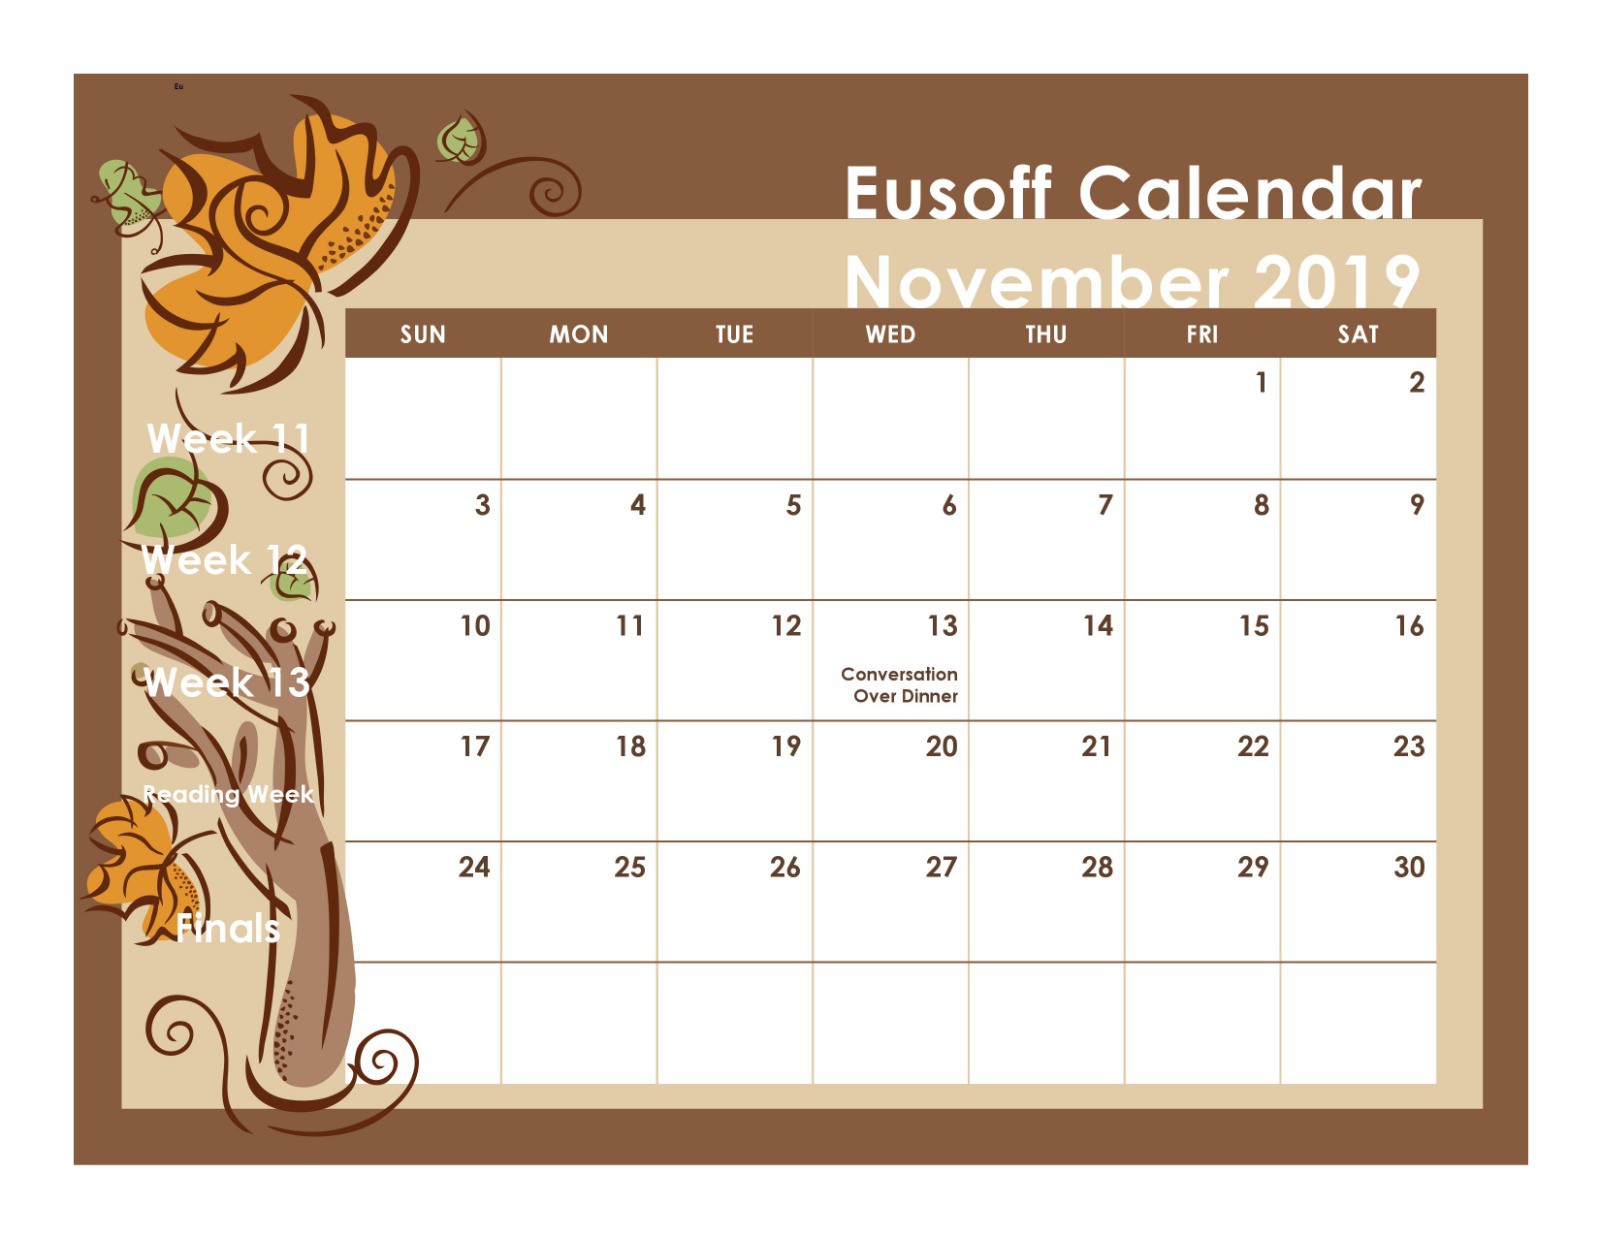 Eu
Eusoff Calendar
November 2019
SUN MON TUE WED THU FRI SAT
Week 11
1 2
3 4 5 6 7 8 9
Week 12
10 11 12 13 14 15 16
Conversation
Over Dinner
Week 13
17 18 19 20 21 22 23
Reading Week
24 25 26 27 28 29 30
Finals